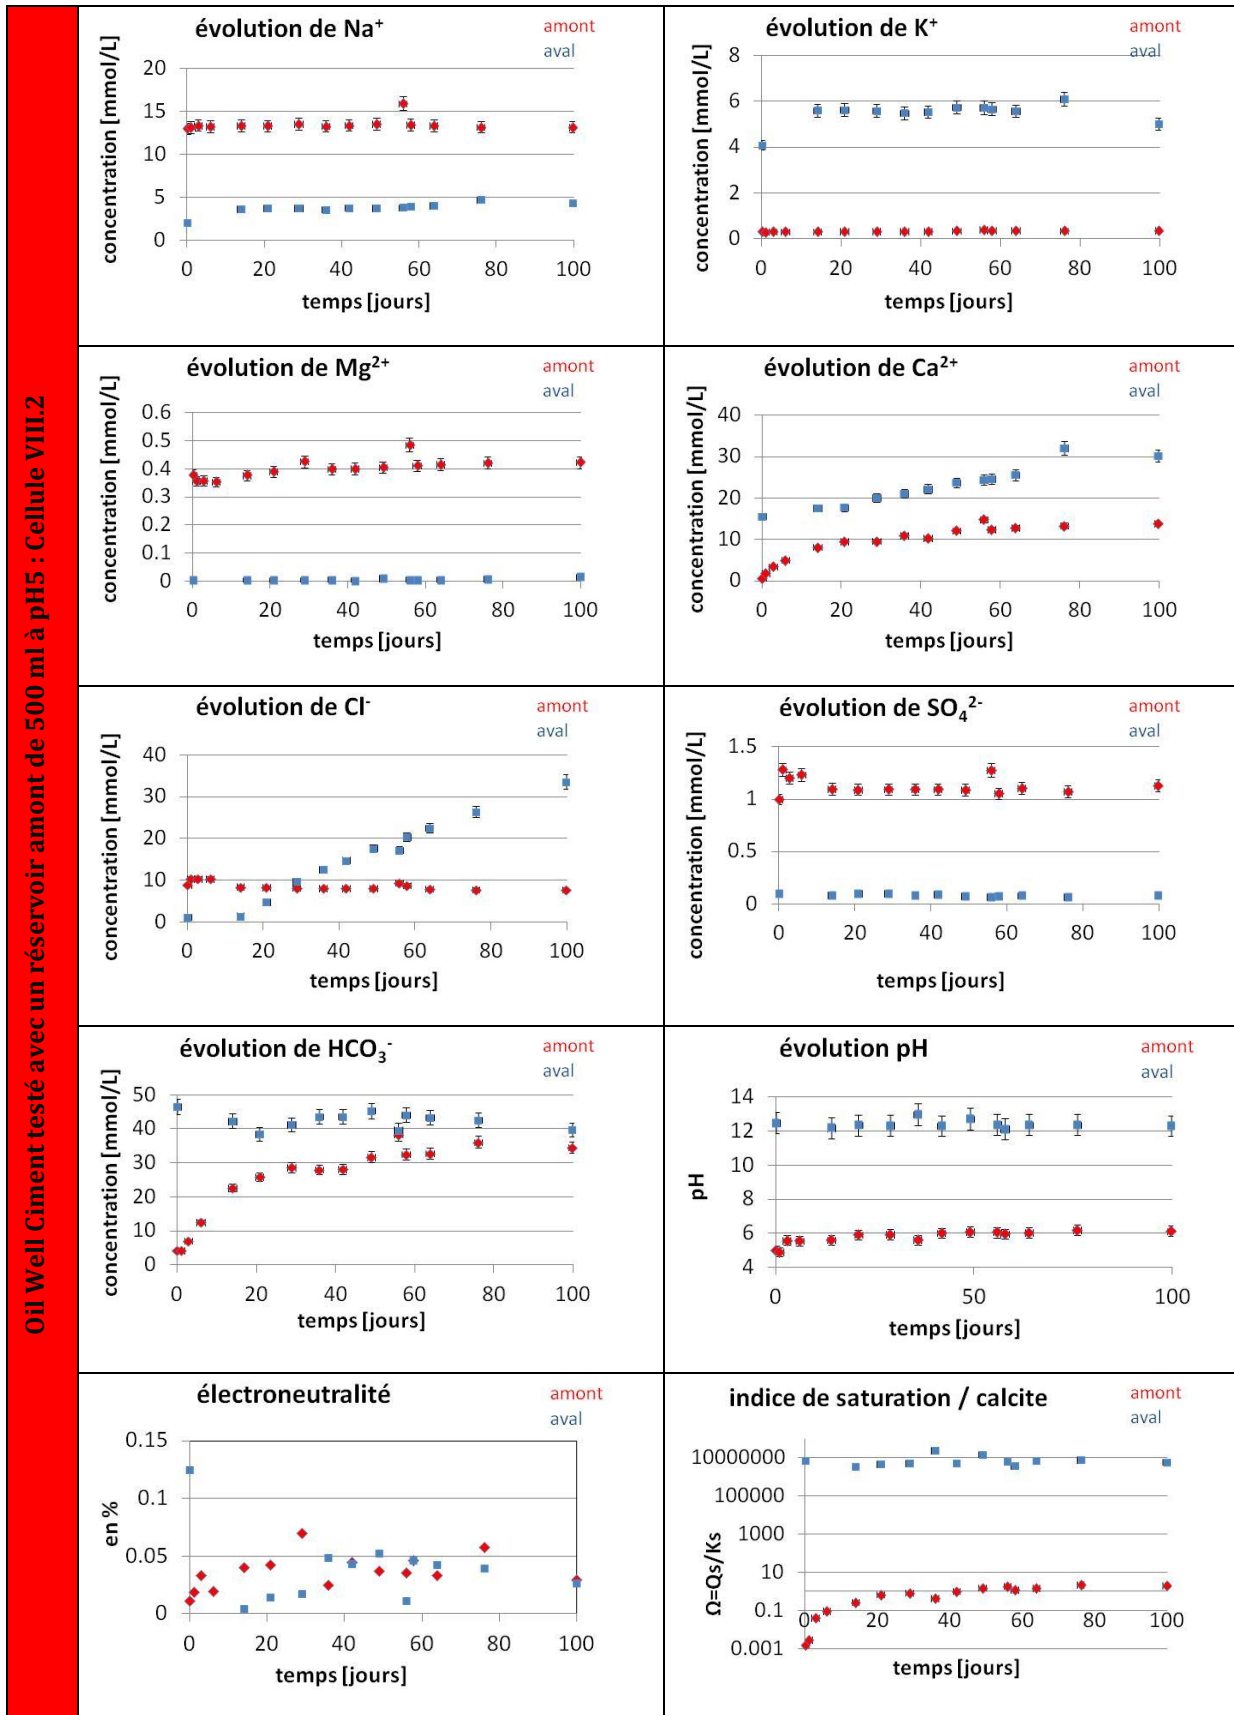 Oil Well Ciment testé avec un réservoir amont de 500 ml à pH5 : Cellule VIII.2
évolution de Na⁺
amont
aval
concentration [mmol/L]
20
15
10
5
0
0 20 40 60 80 100
temps [jours]
évolution de K⁺
amont
aval
concentration [mmol/L]
8
6
4
2
0
0 20 40 60 80 100
temps [jours]
évolution de Mg²⁺
amont
aval
concentration [mmol/L]
0.6
0.5
0.4
0.3
0.2
0.1
0
0 20 40 60 80 100
temps [jours]
évolution de Ca²⁺
amont
aval
concentration [mmol/L]
40
30
20
10
0
0 20 40 60 80 100
temps [jours]
évolution de Cl⁻
amont
aval
concentration [mmol/L]
40
30
20
10
0
0 20 40 60 80 100
temps [jours]
évolution de SO₄²⁻
amont
aval
concentration [mmol/L]
1.5
1
0.5
0
0 20 40 60 80 100
temps [jours]
évolution de HCO₃⁻
amont
aval
concentration [mmol/L]
50
40
30
20
10
0
0 20 40 60 80 100
temps [jours]
évolution pH
amont
aval
pH
14
12
10
8
6
4
0 50 100
temps [jours]
électroneutralité
amont
aval
en %
0.15
0.1
0.05
0
0 20 40 60 80 100
temps [jours]
indice de saturation / calcite
amont
aval
Ω=Qs/Ks
10000000
100000
1000
10
0.1
0.001
0 20 40 60 80 100
temps [jours]